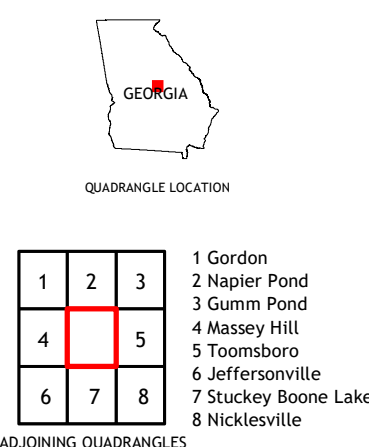 GEORGIA
QUADRANGLE LOCATION
1 2 3
4 5
6 7 8
1 Gordon
2 Napier Pond
3 Gumm Pond
4 Massey Hill
5 Toomsboro
6 Jeffersonville
7 Stuckey Boone Lake
8 Nicklesville
ADJOINING QUADRANGLES